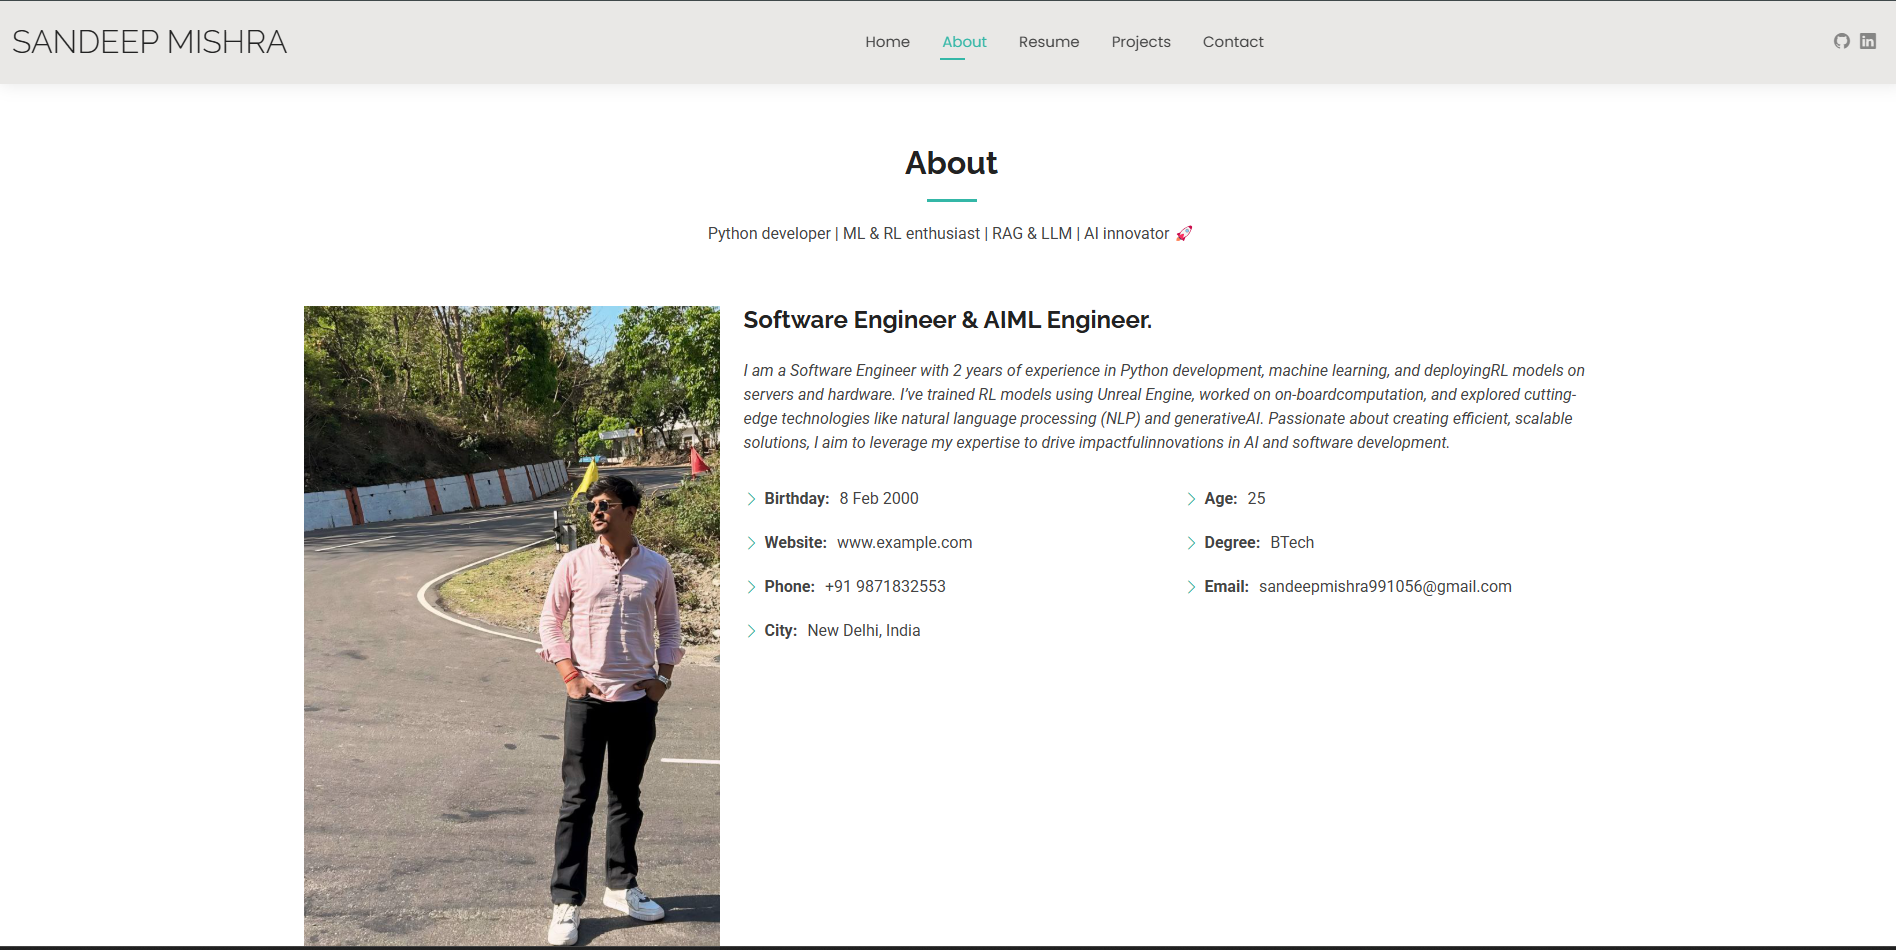 SANDEEP MISHRA
Home About Resume Projects Contact
About
Python developer | ML & RL enthusiast | RAG & LLM | AI innovator 🚀
Software Engineer & AIML Engineer.
I am a Software Engineer with 2 years of experience in Python development, machine learning, and deployingRL models on
servers and hardware. I've trained RL models using Unreal Engine, worked on on-boardcomputation, and explored cutting-
edge technologies like natural language processing (NLP) and generativeAI. Passionate about creating efficient, scalable
solutions, I aim to leverage my expertise to drive impactfulinnovations in AI and software development.
Birthday: 8 Feb 2000
Age: 25
Website: www.example.com
Degree: BTech
Phone: +91 9871832553
Email: sandeepmishra991056@gmail.com
City: New Delhi, India